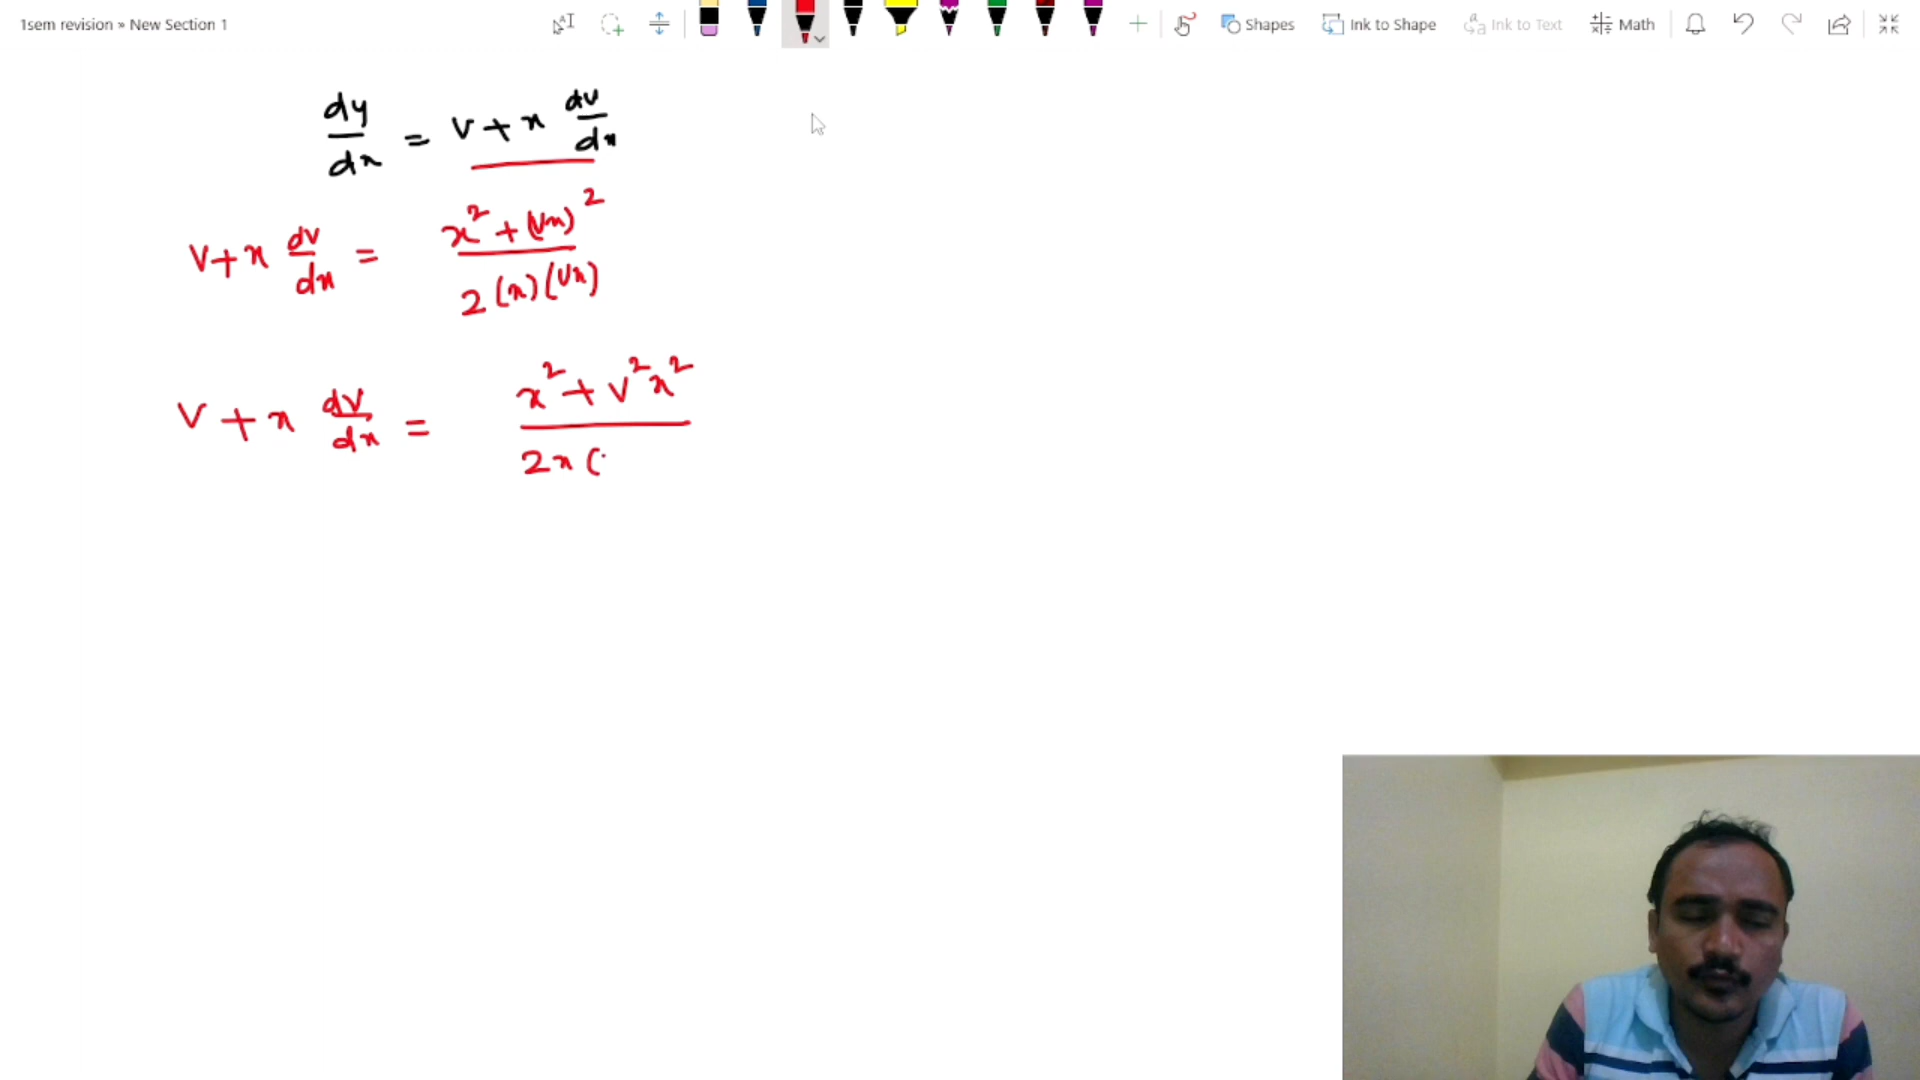 1sem revision » New Section 1
Shapes Ink to Shape Ink to Text Math
dy/dx = v + x dv/dx
v + x dv/dx = x² + (vx)² / 2(x)(vx)
v + x dv/dx = x² + v²x² / 2x(